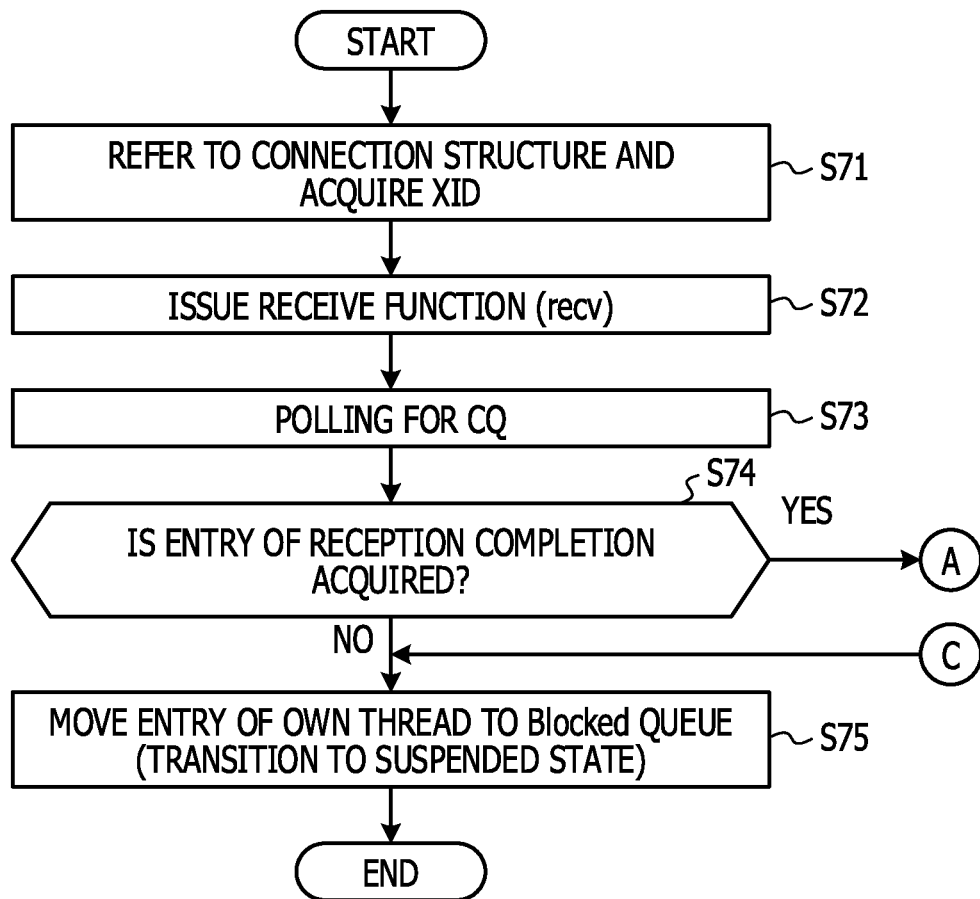 START
REFER TO CONNECTION STRUCTURE AND
ACQUIRE XID
S71
ISSUE RECEIVE FUNCTION (recv)
S72
POLLING FOR CQ
S73
S74
IS ENTRY OF RECEPTION COMPLETION
ACQUIRED?
YES
A
NO
C
MOVE ENTRY OF OWN THREAD TO Blocked QUEUE
(TRANSITION TO SUSPENDED STATE)
S75
END